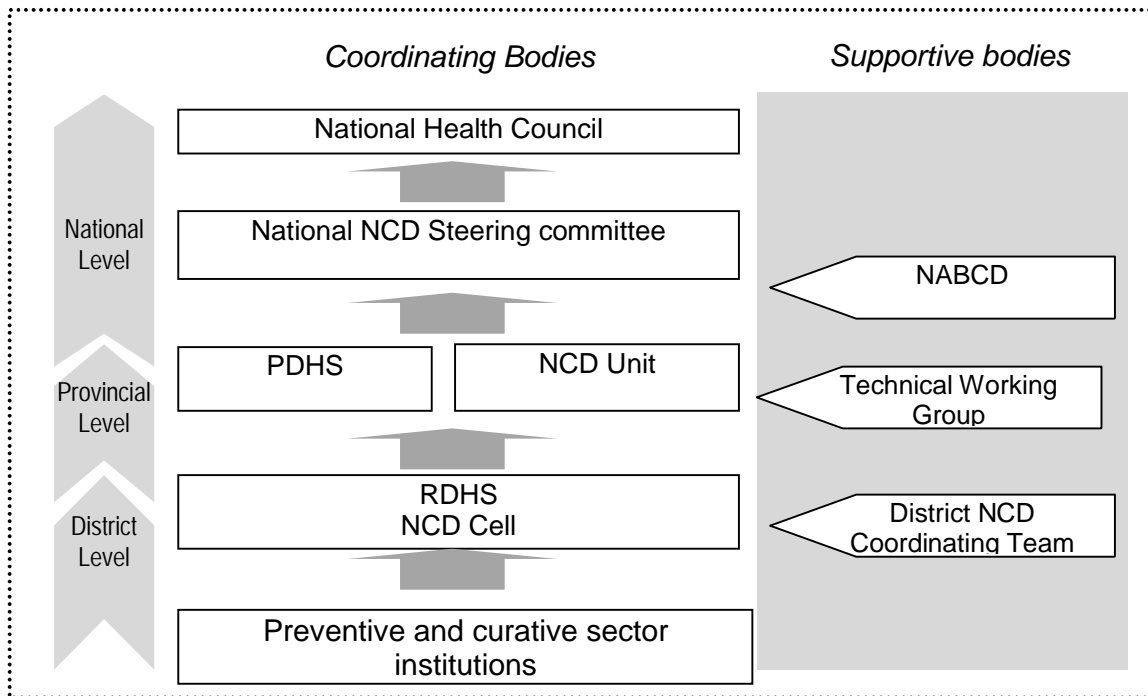 Coordinating Bodies
Supportive bodies
National Health Council
National
Level
National NCD Steering committee
NABCD
Provincial
Level
PDHS
NCD Unit
Technical Working
Group
District
Level
RDHS
NCD Cell
District NCD
Coordinating Team
Preventive and curative sector
institutions